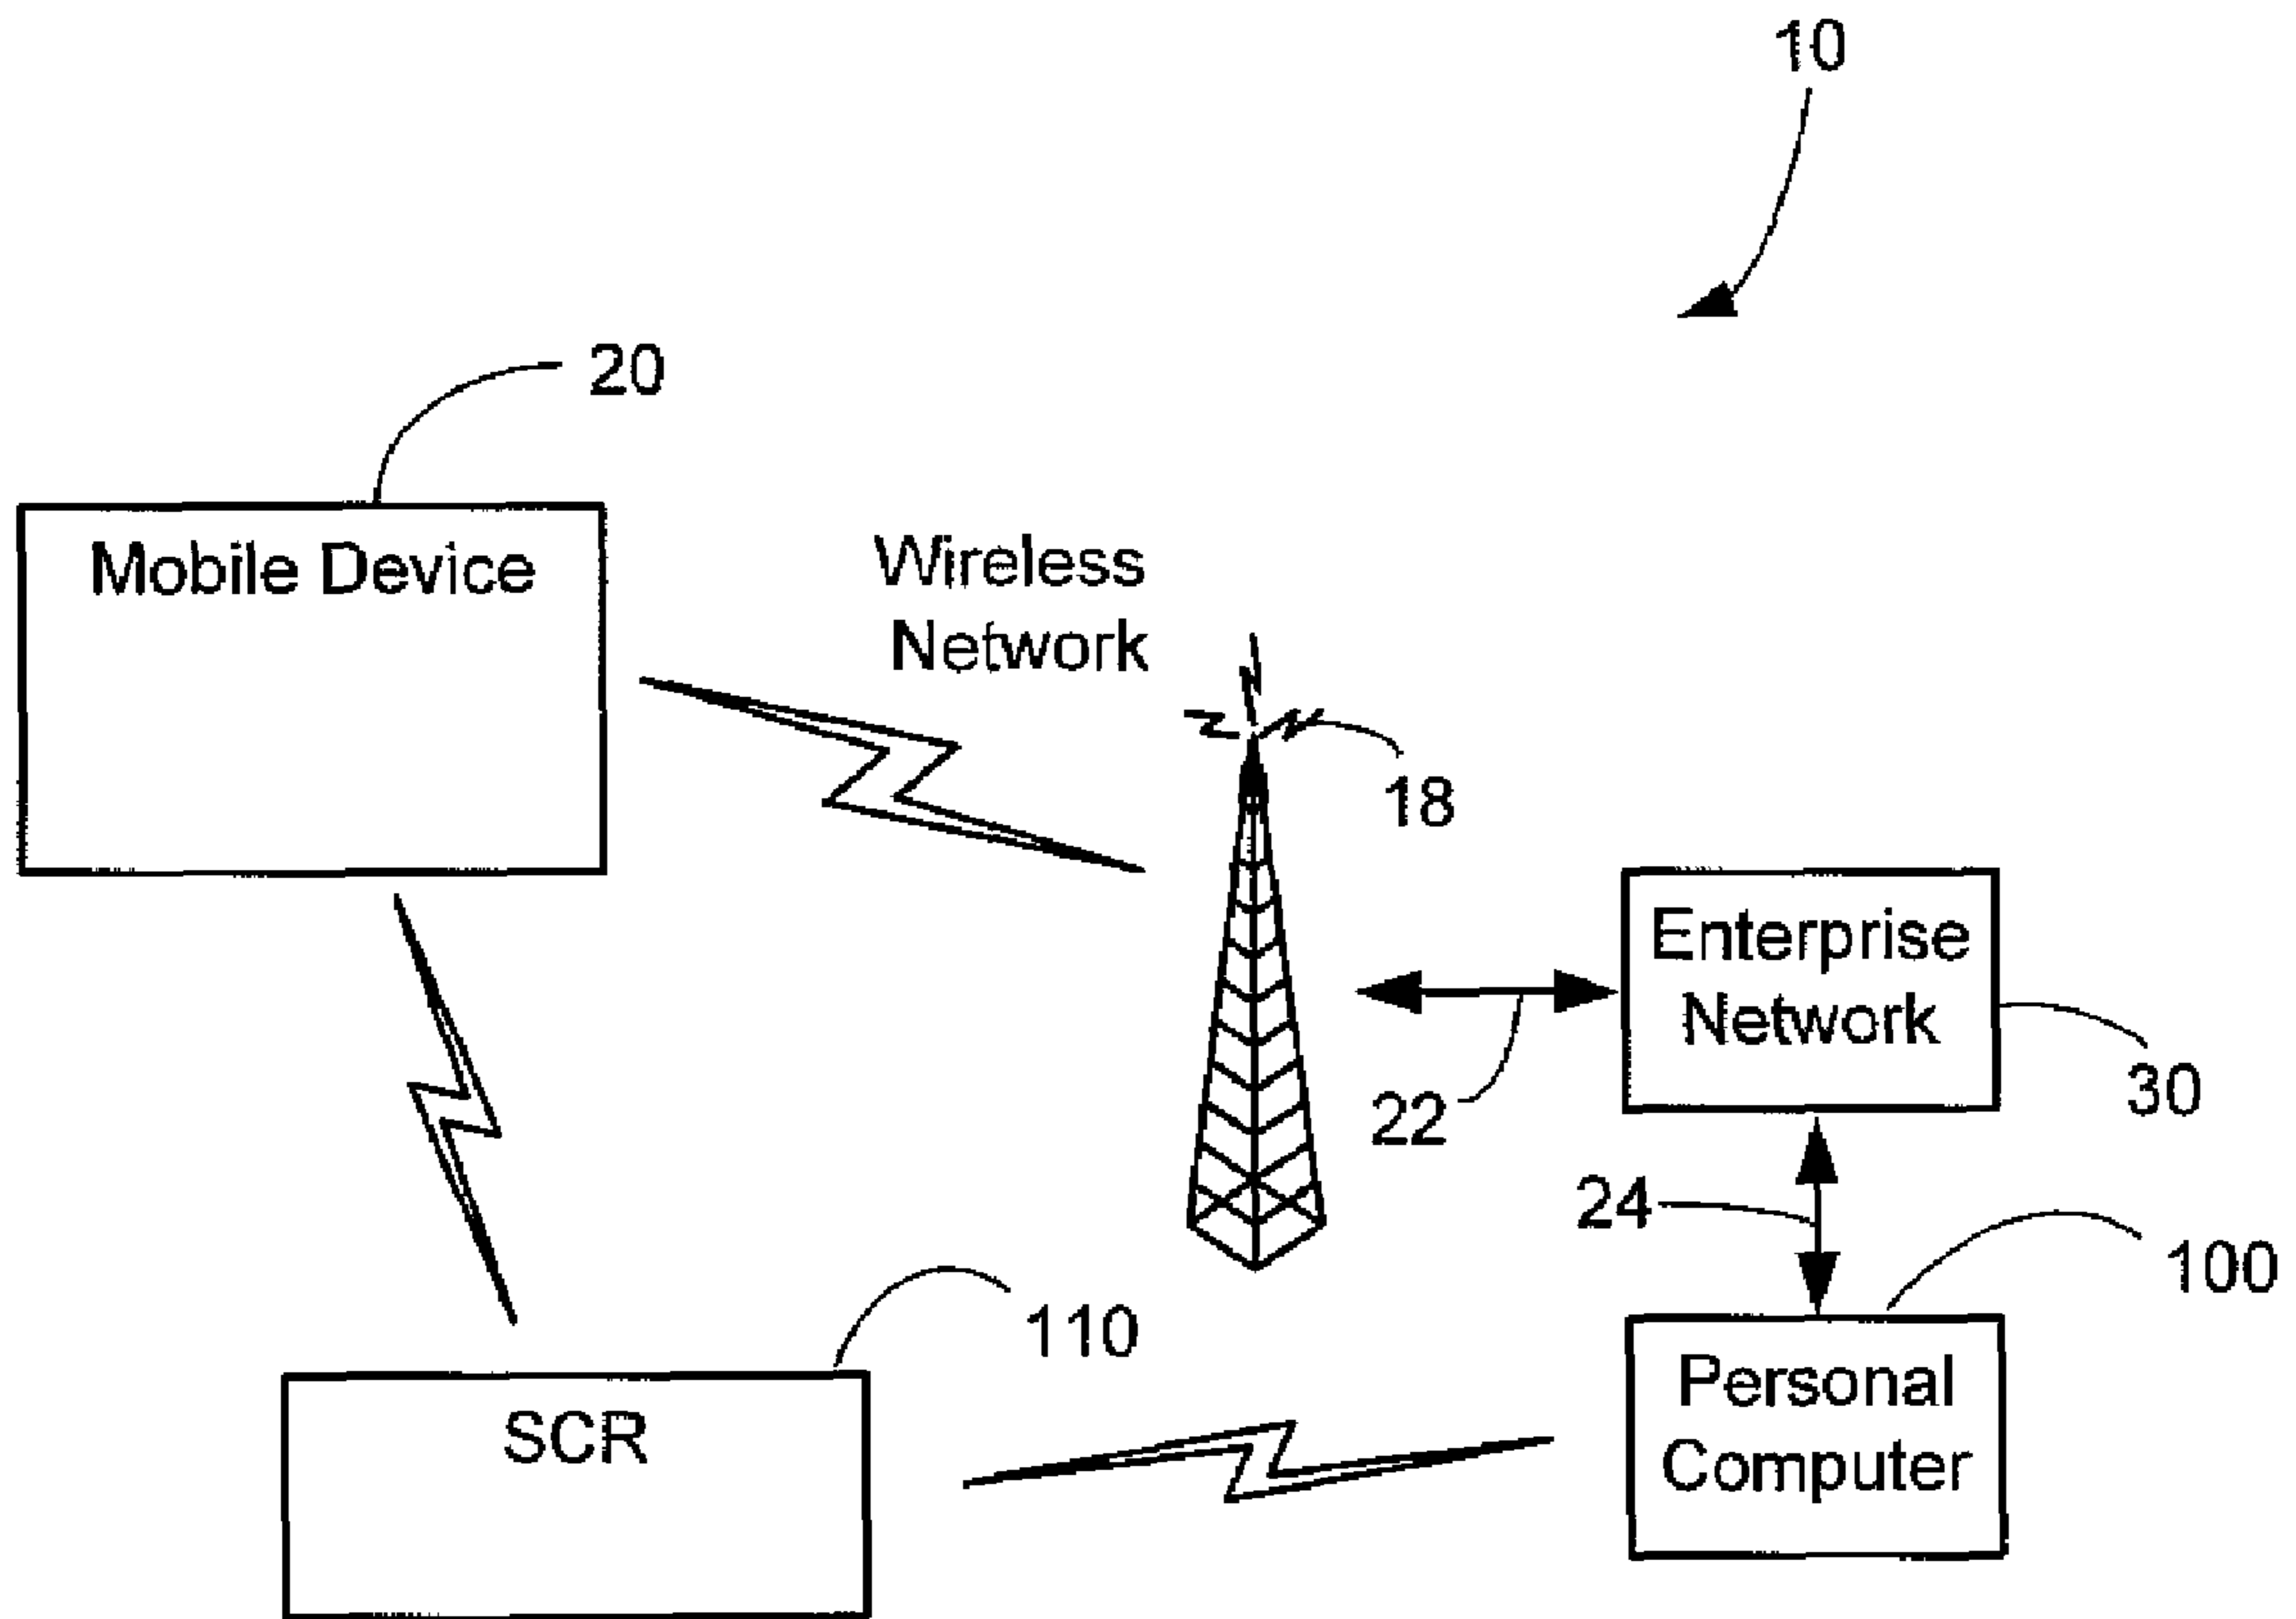 10
20
Mobile Device
Wireless
Network
18
Enterprise
Network
22
30
24
100
110
Personal
Computer
SCR